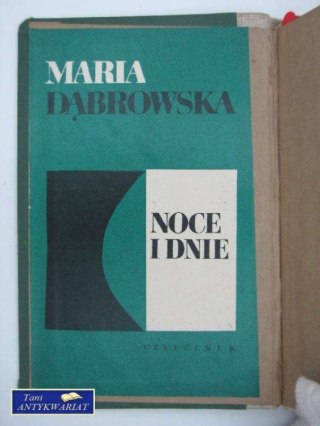 MARIA
DĄBROWSKA
NOCE
I DNIE
CZYTELNIK
Tani
ANTYKWARIAT